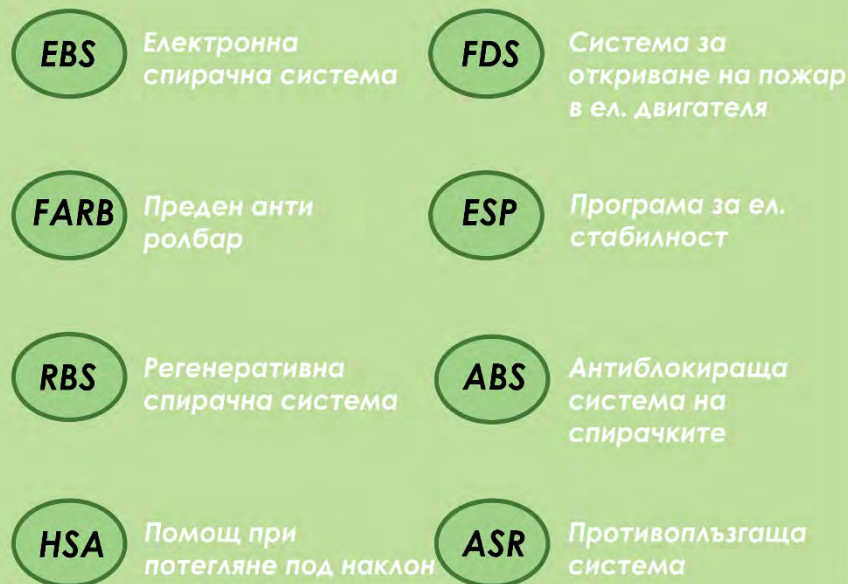 EBS
Електронна
спирачна система
FDS
Система за
откриване на пожар
в ел. двигателя
FARB
Преден анти
ролбар
ESP
Програма за ел.
стабилност
RBS
Регенеративна
спирачна система
ABS
Антиблокираща
система на
спирачките
HSA
Помощ при
потегляне под наклон
ASR
Противоплъзгаща
система